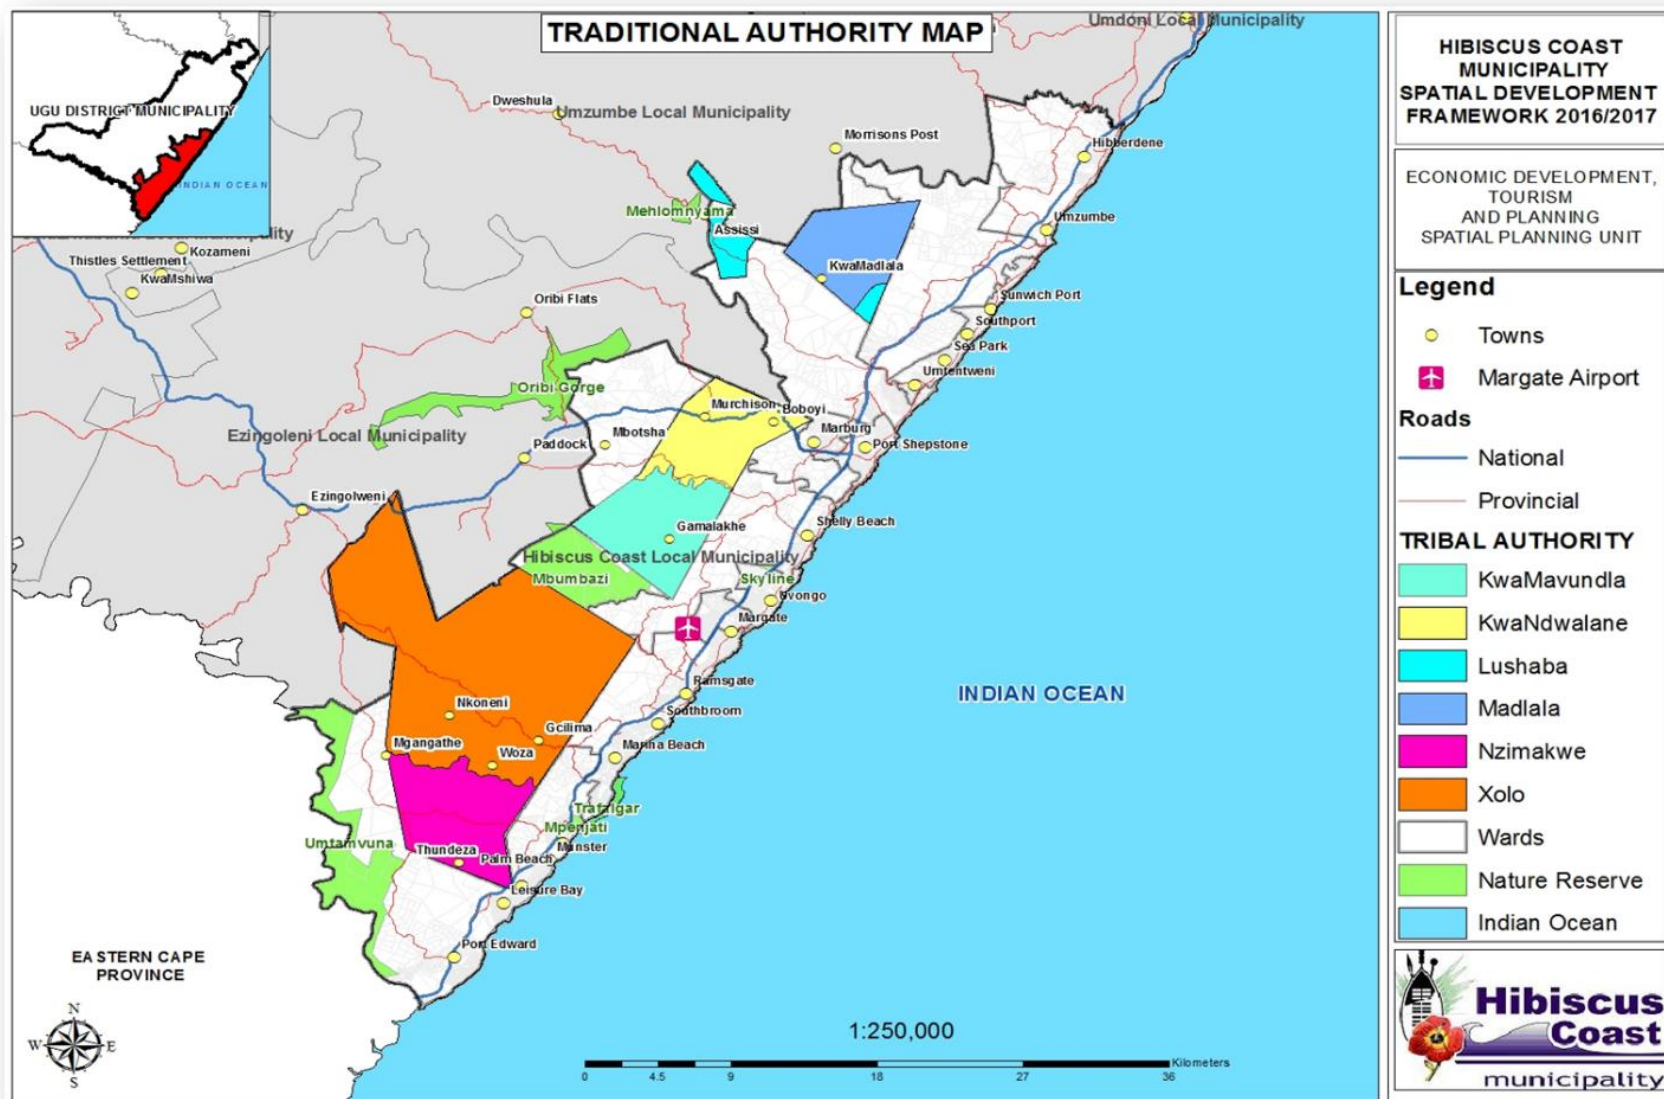 TRADITIONAL AUTHORITY MAP
Umdoni Local Municipality
UGU DISTRICT MUNICIPALITY
INDIAN OCEAN
Dweshula
Umzumbe Local Municipality
Morrisons Post
Hibberdene
Mehlomnyama
Assissi
Umzumbe
Kozameni
Thistles Settlement
KwaMshiwa
KwaMadlala
Oribi Flats
Sunwich Port
Southport
Sea Park
Umtentweni
Oribi Gorge
Murchison
Boboyi
Ezingoleni Local Municipality
Mbotsha
Marburg
Paddock
Port Shepstone
Ezingolweni
Gamalakhe
Shelly Beach
Hibiscus Coast Local Municipality
Mbumbazi
Skyline
Uvongo
Margate
Ramsgate
INDIAN OCEAN
Nkoneni
Southbroom
Gcilima
Mgangathe
Woza
Marina Beach
Trafalgar
Mpenjati
Umtamvuna
Thundeza
Palm Beach
Munster
Leisure Bay
Port Edward
EASTERN CAPE
PROVINCE
N
W
E
S
1:250,000
Kilometers
0 4.5 9 18 27 36
HIBISCUS COAST
MUNICIPALITY
SPATIAL DEVELOPMENT
FRAMEWORK 2016/2017
ECONOMIC DEVELOPMENT,
TOURISM
AND PLANNING
SPATIAL PLANNING UNIT
Legend
Towns
Margate Airport
Roads
National
Provincial
TRIBAL AUTHORITY
KwaMavundla
KwaNdwalane
Lushaba
Madlala
Nzimakwe
Xolo
Wards
Nature Reserve
Indian Ocean
Hibiscus
Coast
municipality